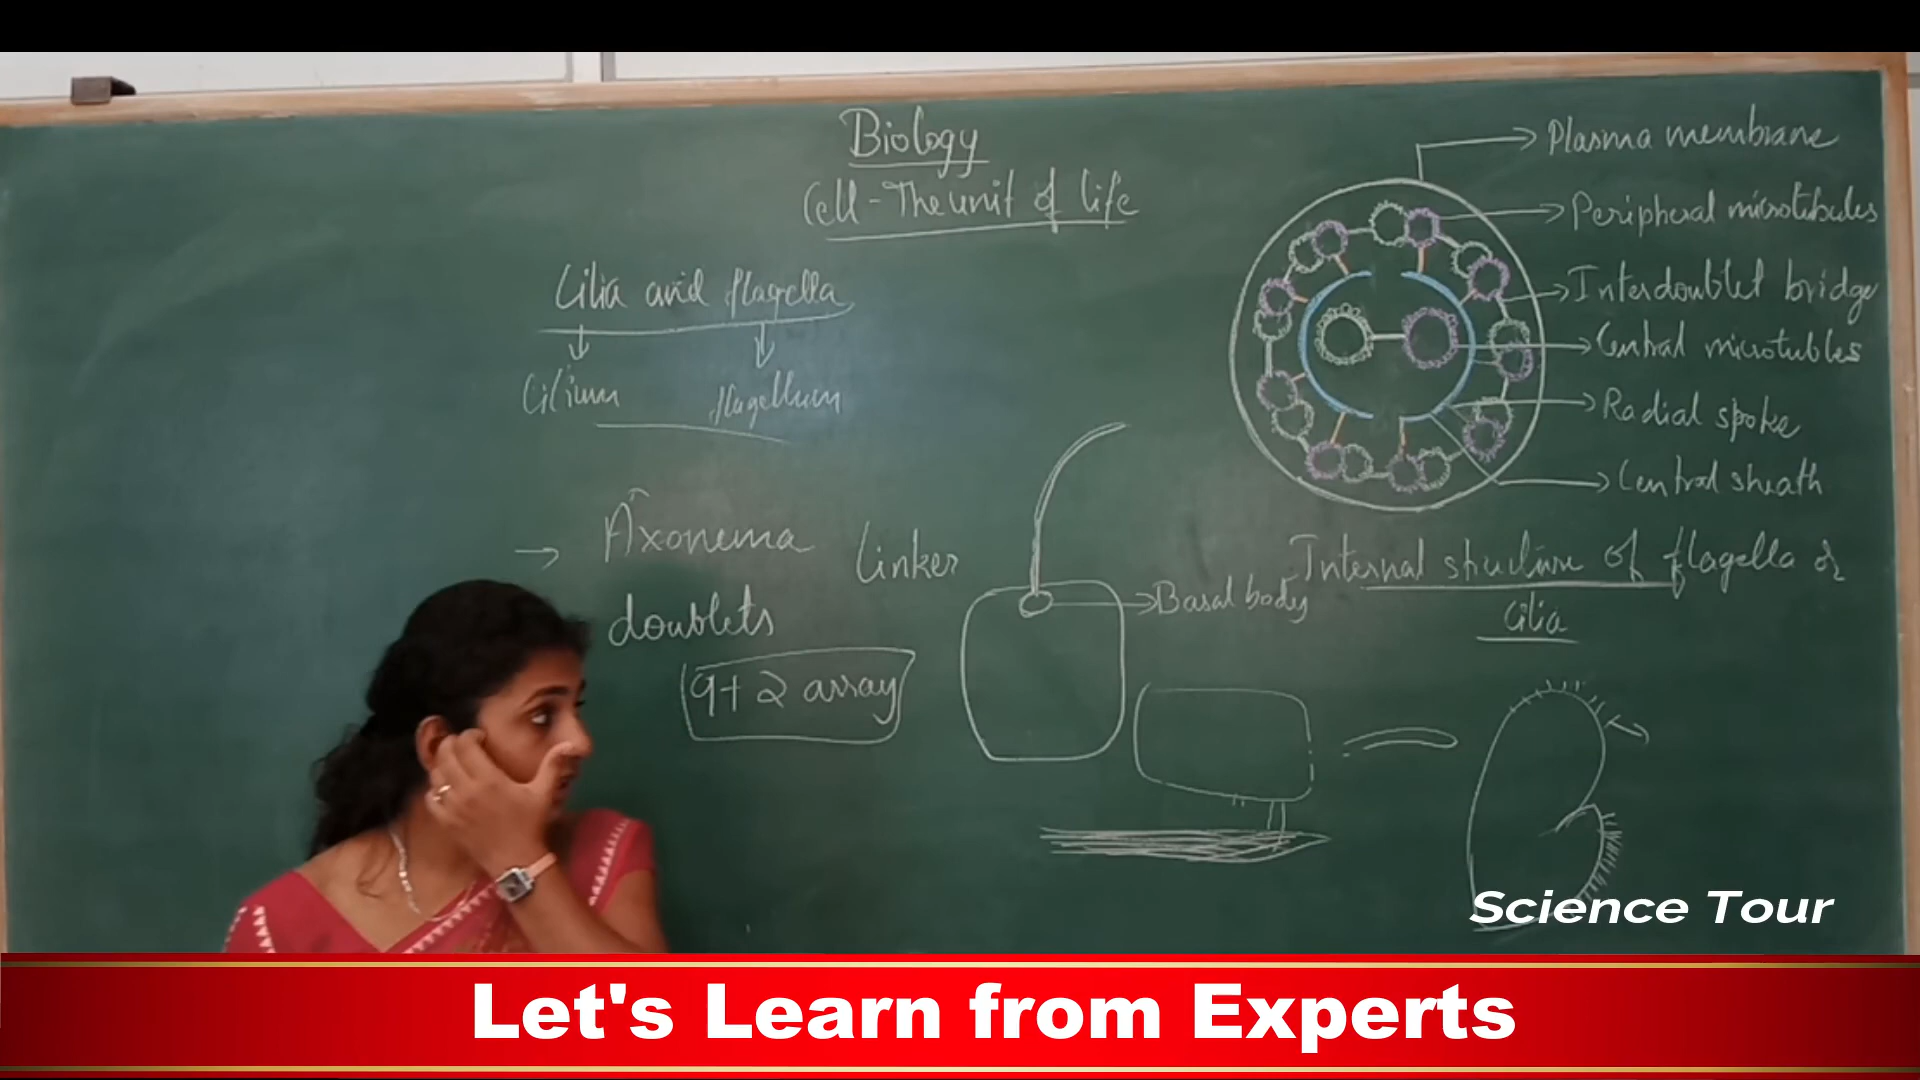 Biology
Cell - The unit of life
Cilia and flagella
Cilium flagellum
Axonema
Linker
doublets
9+2 array
Basal body
Plasma membrane
Peripheral microtubules
Interdoublet bridge
Central microtubles
Radial spoke
Central sheath
Internal structure of flagella or
Cilia
Science Tour
Let's Learn from Experts